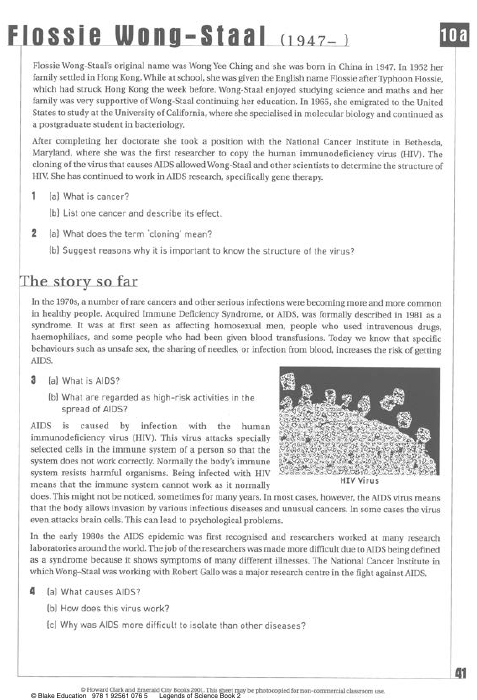 Flossie Wong-Staal (1947- )
10a
Flossie Wong-Staal's original name was Wong Yee Ching and she was born in China in 1947. In 1952 her
family settled in Hong Kong. While at school, she was given the English name Flossie after Typhoon Flossie,
which had struck Hong Kong the week before. Wong-Staal enjoyed studying science and maths and her
family was very supportive of Wong-Staal continuing her education. In 1965, she emigrated to the United
States to study at the University of California, where she specialised in molecular biology and continued as
a postgraduate student in bacteriology.
After completing her doctorate she took a position with the National Cancer Institute in Bethesda,
Maryland, where she was the first researcher to copy the human immunodeficiency virus (HIV). The
cloning of the virus that causes AIDS allowed Wong-Staal and other scientists to determine the structure of
HIV. She has continued to work in AIDS research, specifically gene therapy.
1 (a) What is cancer?
(b) List one cancer and describe its effect.
2 (a) What does the term 'cloning' mean?
(b) Suggest reasons why it is important to know the structure of the virus?
The story so far
In the 1970s, a number of rare cancers and other serious infections were becoming more and more common
in healthy people. Acquired Immune Deficiency Syndrome, or AIDS, was formally described in 1981 as a
syndrome. It was at first seen as affecting homosexual men, people who used intravenous drugs,
haemophiliacs, and some people who had been given blood transfusions. Today we know that specific
behaviours such as unsafe sex, the sharing of needles, or infection from blood, increases the risk of getting
AIDS.
3 (a) What is AIDS?
(b) What are regarded as high-risk activities in the
spread of AIDS?
AIDS is caused by infection with the human
immunodeficiency virus (HIV). This virus attacks specially
selected cells in the immune system of a person so that the
system does not work correctly. Normally the body's immune
system resists harmful organisms. Being infected with HIV
means that the immune system cannot work as it normally
HIV Virus
does. This might not be noticed, sometimes for many years. In most cases, however, the AIDS virus means
that the body allows invasion by various infectious diseases and unusual cancers. In some cases the virus
even attacks brain cells. This can lead to psychological problems.
In the early 1980s the AIDS epidemic was first recognised and researchers worked at many research
laboratories around the world. The job of the researchers was made more difficult due to AIDS being defined
as a syndrome because it shows symptoms of many different illnesses. The National Cancer Institute in
which Wong-Staal was working with Robert Gallo was a major research centre in the fight against AIDS.
4 (a) What causes AIDS?
(b) How does this virus work?
(c) Why was AIDS more difficult to isolate than other diseases?
41
© Howard Clark and Emerald City Books 2001. This sheet may be photocopied for non-commercial classroom use.
© Blake Education 978 1 92561 076 5 Legends of Science Book 2